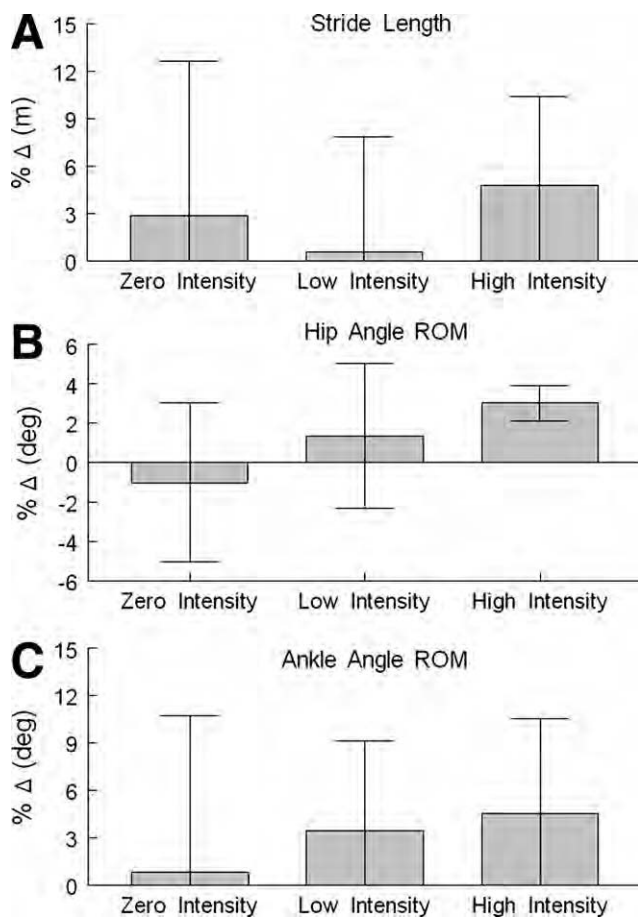 A
Stride Length
15
12
9
6
3
0
% Δ (m)
Zero Intensity Low Intensity High Intensity
B
Hip Angle ROM
6
4
2
0
-2
-4
-6
% Δ (deg)
Zero Intensity Low Intensity High Intensity
C
Ankle Angle ROM
15
12
9
6
3
0
% Δ (deg)
Zero Intensity Low Intensity High Intensity